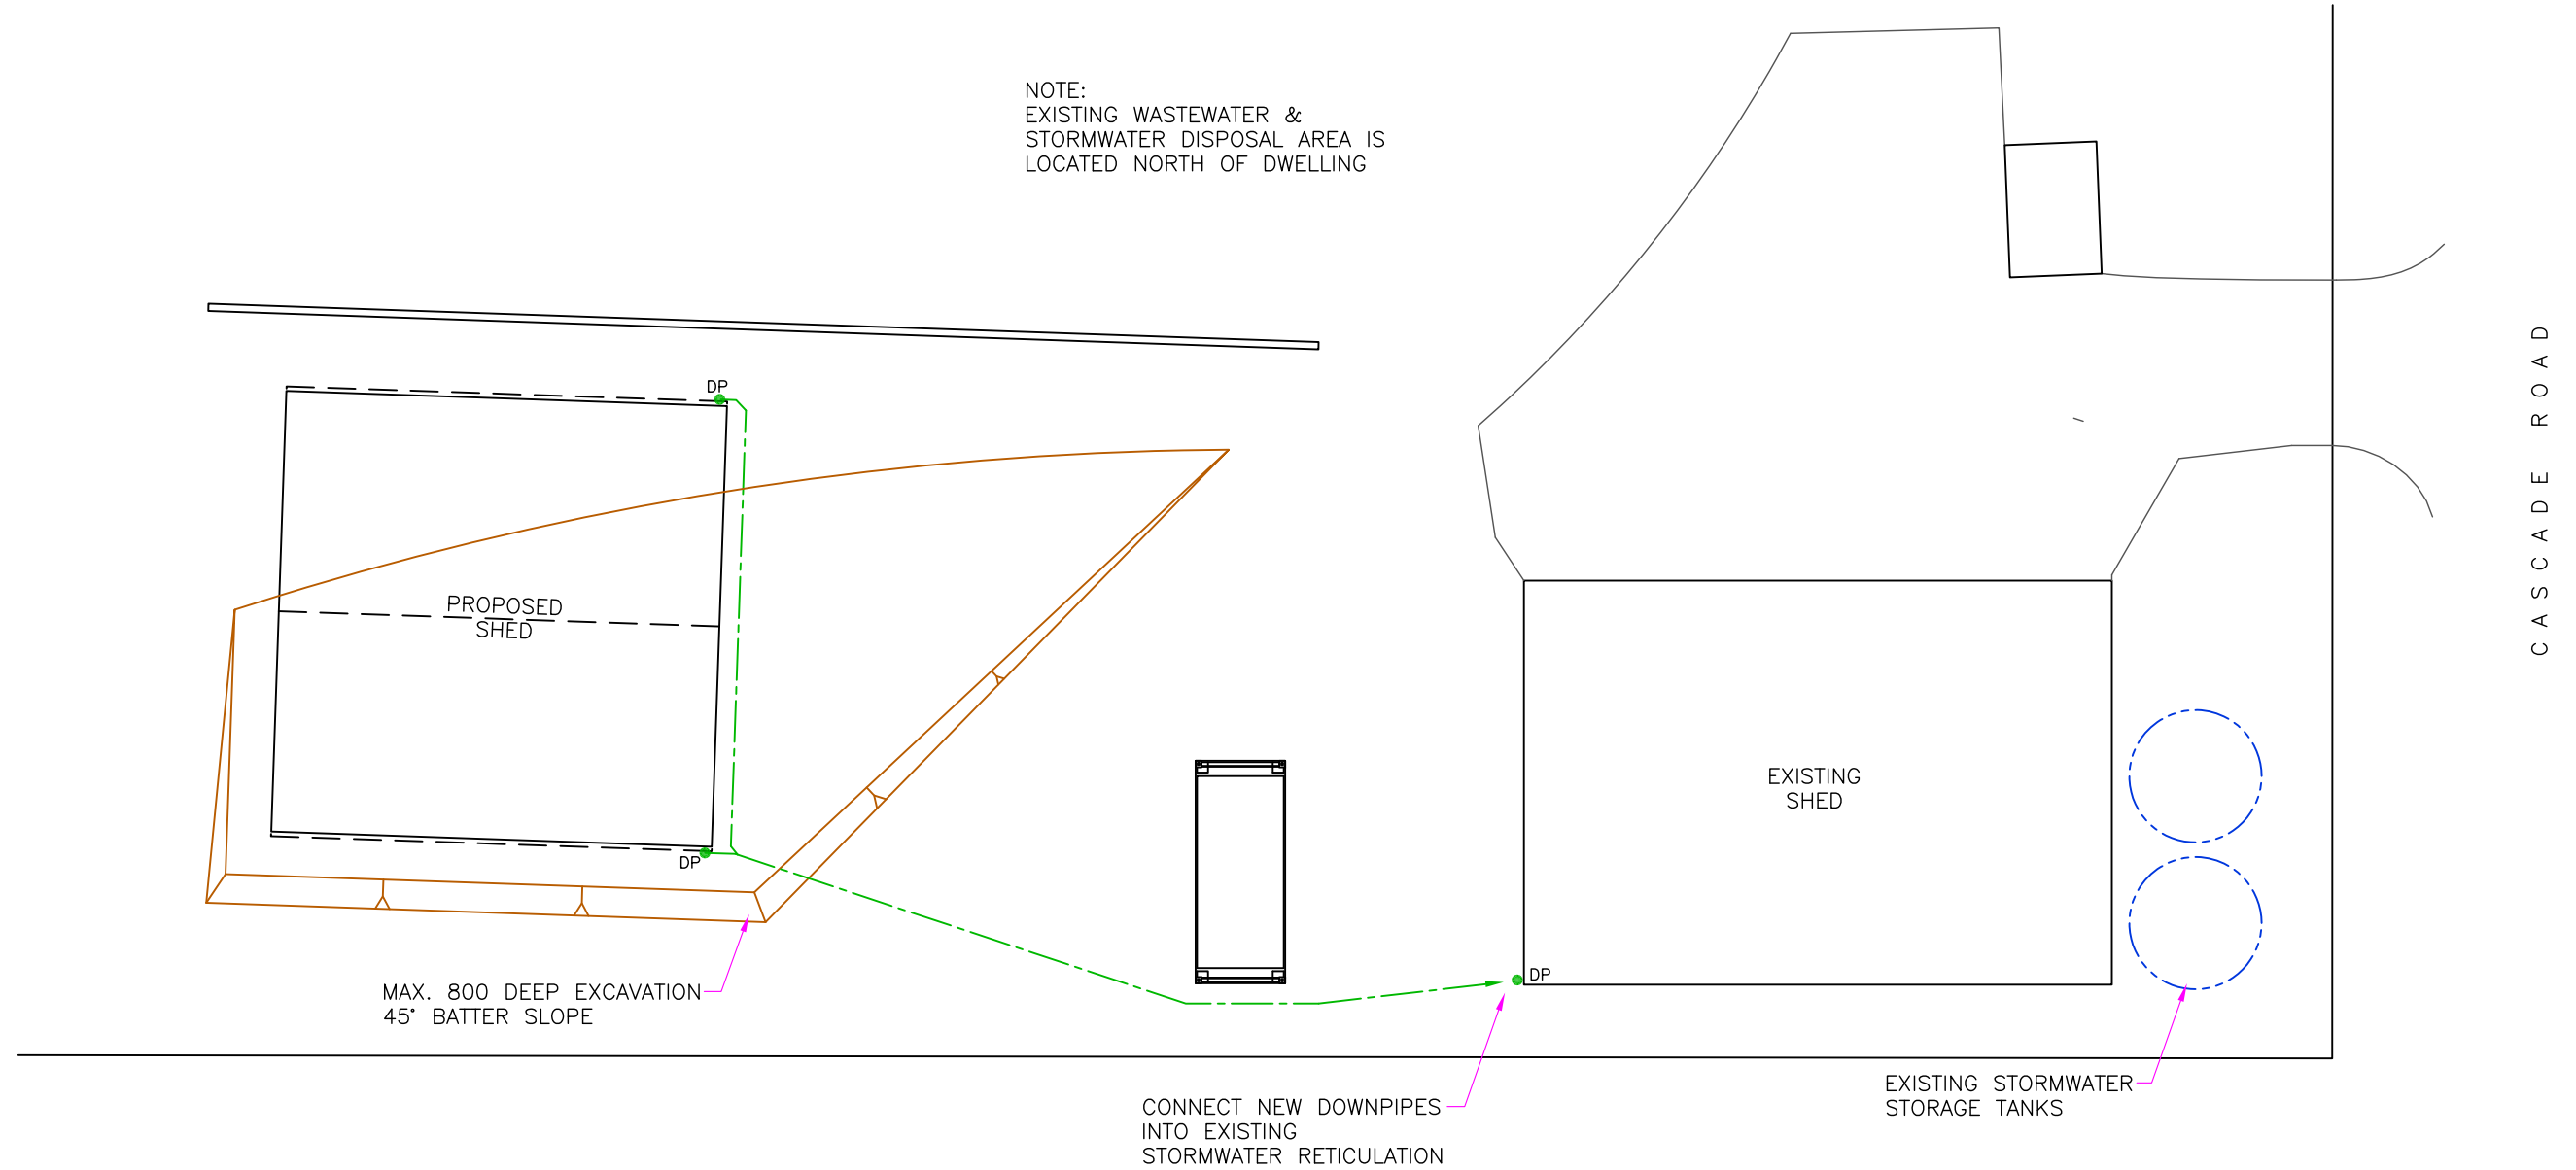 NOTE:
EXISTING WASTEWATER &
STORMWATER DISPOSAL AREA IS
LOCATED NORTH OF DWELLING
CASCADE ROAD
DP
PROPOSED
SHED
DP
EXISTING
SHED
DP
MAX. 800 DEEP EXCAVATION
45° BATTER SLOPE
EXISTING STORMWATER
STORAGE TANKS
CONNECT NEW DOWNPIPES
INTO EXISTING
STORMWATER RETICULATION